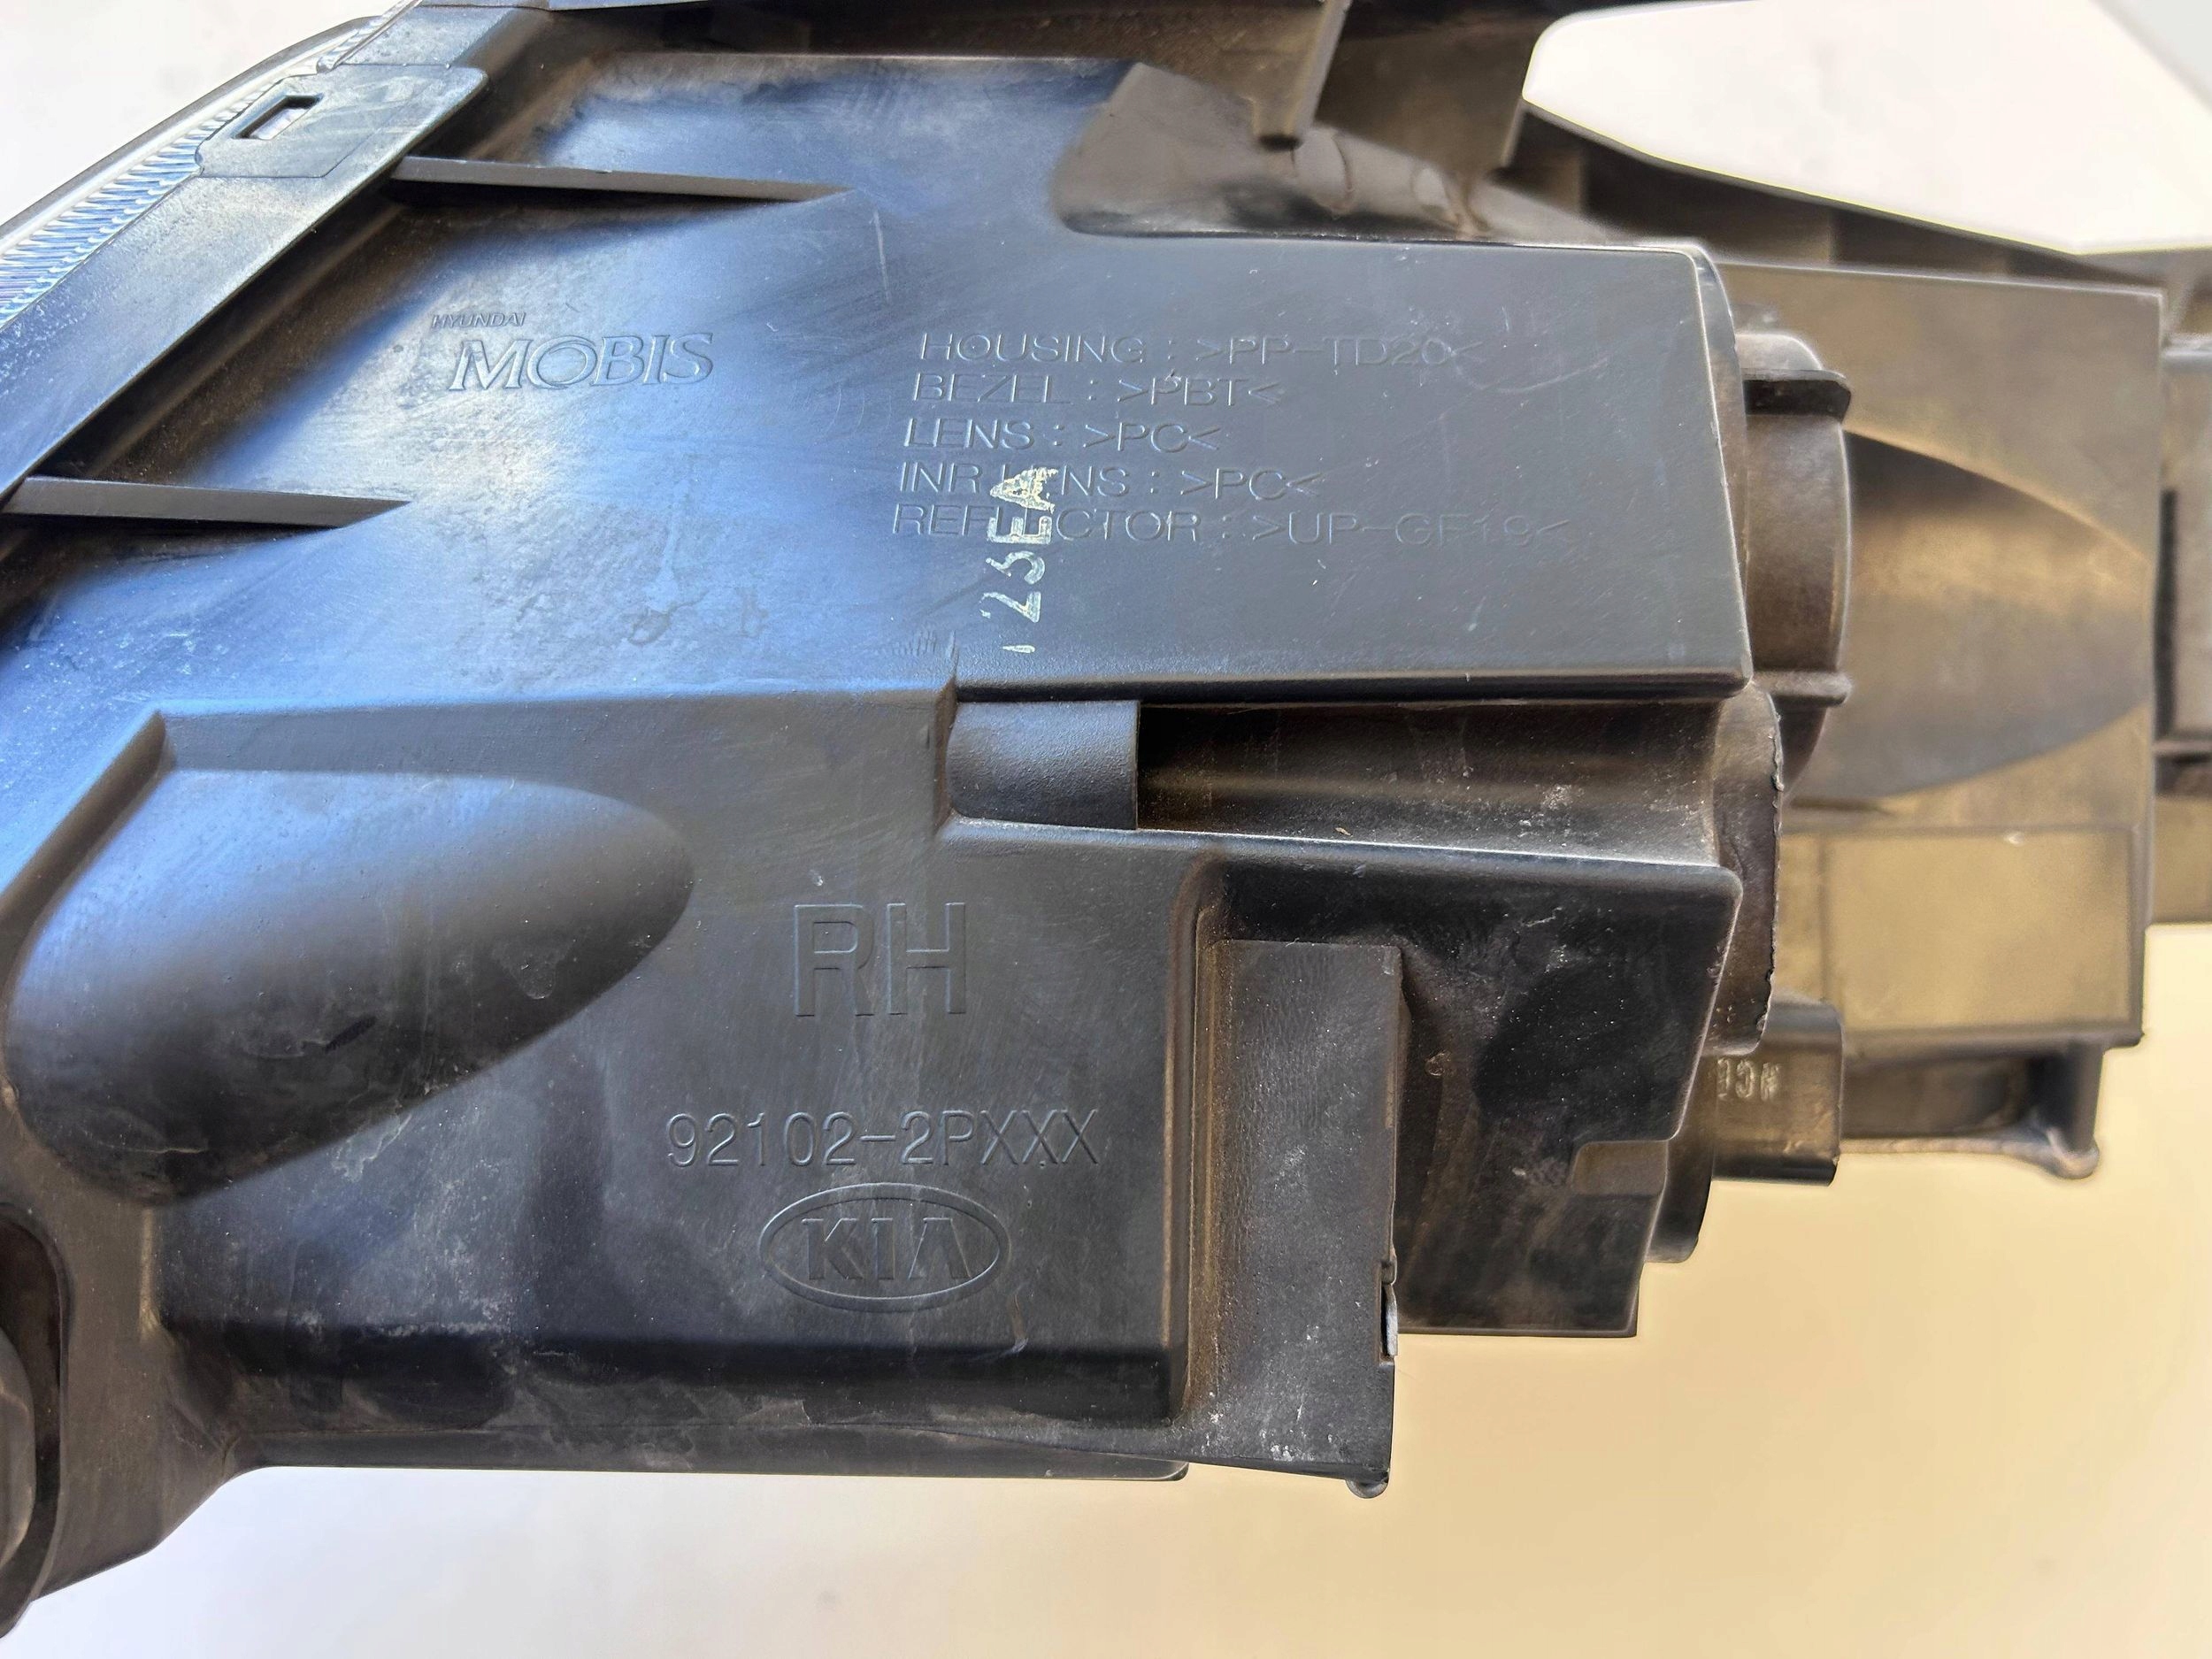 HYUNDAI
MOBIS
HOUSING : >PP-TD20<
BEZEL : >PBT<
LENS : >PC<
INR LENS : >PC<
REFLECTOR : >UP-GF19<
123EA
RH
92102-2PXXX
KIA